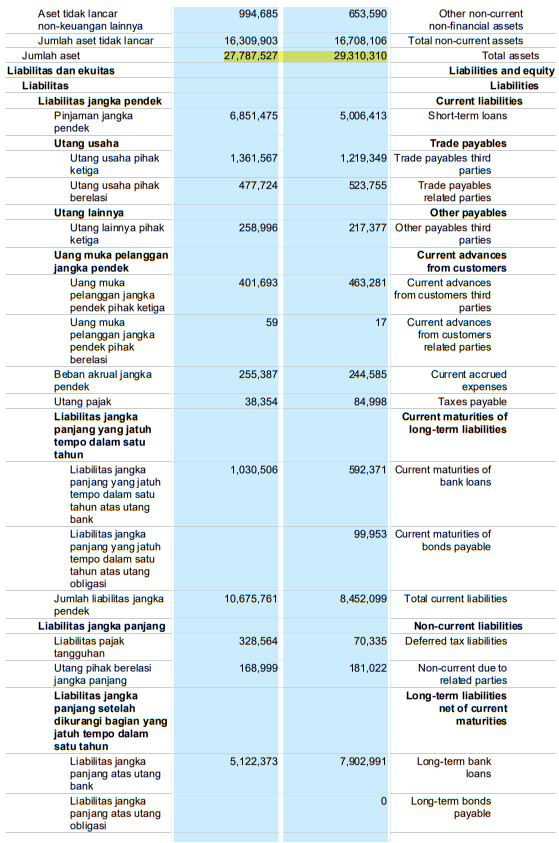 Aset tidak lancar 994,685 653,590 Other non-current
non-keuangan lainnya non-financial assets
Jumlah aset tidak lancar 16,309,903 16,708,106 Total non-current assets
Jumlah aset 27,787,527 29,310,310 Total assets
Liabilitas dan ekuitas Liabilities and equity
Liabilitas Liabilities
Liabilitas jangka pendek Current liabilities
Pinjaman jangka 6,851,475 5,006,413 Short-term loans
pendek
Utang usaha Trade payables
Utang usaha pihak 1,361,567 1,219,349 Trade payables third
ketiga parties
Utang usaha pihak 477,724 523,755 Trade payables
berelasi related parties
Utang lainnya Other payables
Utang lainnya pihak 258,996 217,377 Other payables third
ketiga parties
Uang muka pelanggan Current advances
jangka pendek from customers
Uang muka 401,693 463,281 Current advances
pelanggan jangka from customers third
pendek pihak ketiga parties
Uang muka 59 17 Current advances
pelanggan jangka from customers
pendek pihak related parties
berelasi
Beban akrual jangka 255,387 244,585 Current accrued
pendek expenses
Utang pajak 38,354 84,998 Taxes payable
Liabilitas jangka Current maturities of
panjang yang jatuh long-term liabilities
tempo dalam satu
tahun
Liabilitas jangka 1,030,506 592,371 Current maturities of
panjang yang jatuh bank loans
tempo dalam satu
tahun atas utang
bank
Liabilitas jangka 99,953 Current maturities of
panjang yang jatuh bonds payable
tempo dalam satu
tahun atas utang
obligasi
Jumlah liabilitas jangka 10,675,761 8,452,099 Total current liabilities
pendek
Liabilitas jangka panjang Non-current liabilities
Liabilitas pajak 328,564 70,335 Deferred tax liabilities
tangguhan
Utang pihak berelasi 168,999 181,022 Non-current due to
jangka panjang related parties
Liabilitas jangka Long-term liabilities
panjang setelah net of current
dikurangi bagian yang maturities
jatuh tempo dalam
satu tahun
Liabilitas jangka 5,122,373 7,902,991 Long-term bank
panjang atas utang loans
bank
Liabilitas jangka 0 Long-term bonds
panjang atas utang payable
obligasi